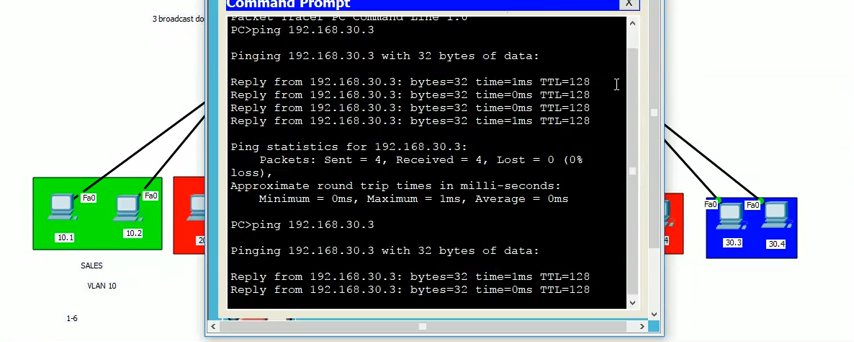 3 broadcast do
Command Prompt
X
Packet Tracer PC Command Line 1.0
PC>ping 192.168.30.3
Pinging 192.168.30.3 with 32 bytes of data:
Reply from 192.168.30.3: bytes=32 time=1ms TTL=128
Reply from 192.168.30.3: bytes=32 time=0ms TTL=128
Reply from 192.168.30.3: bytes=32 time=0ms TTL=128
Reply from 192.168.30.3: bytes=32 time=1ms TTL=128
Ping statistics for 192.168.30.3:
Packets: Sent = 4, Received = 4, Lost = 0 (0%
loss),
Approximate round trip times in milli-seconds:
Minimum = 0ms, Maximum = 1ms, Average = 0ms
PC>ping 192.168.30.3
Pinging 192.168.30.3 with 32 bytes of data:
Reply from 192.168.30.3: bytes=32 time=1ms TTL=128
Reply from 192.168.30.3: bytes=32 time=0ms TTL=128
Fa0
Fa0
10.1
10.2
20
SALES
VLAN 10
1-6
4
Fa0
Fa0
30.3
30.4